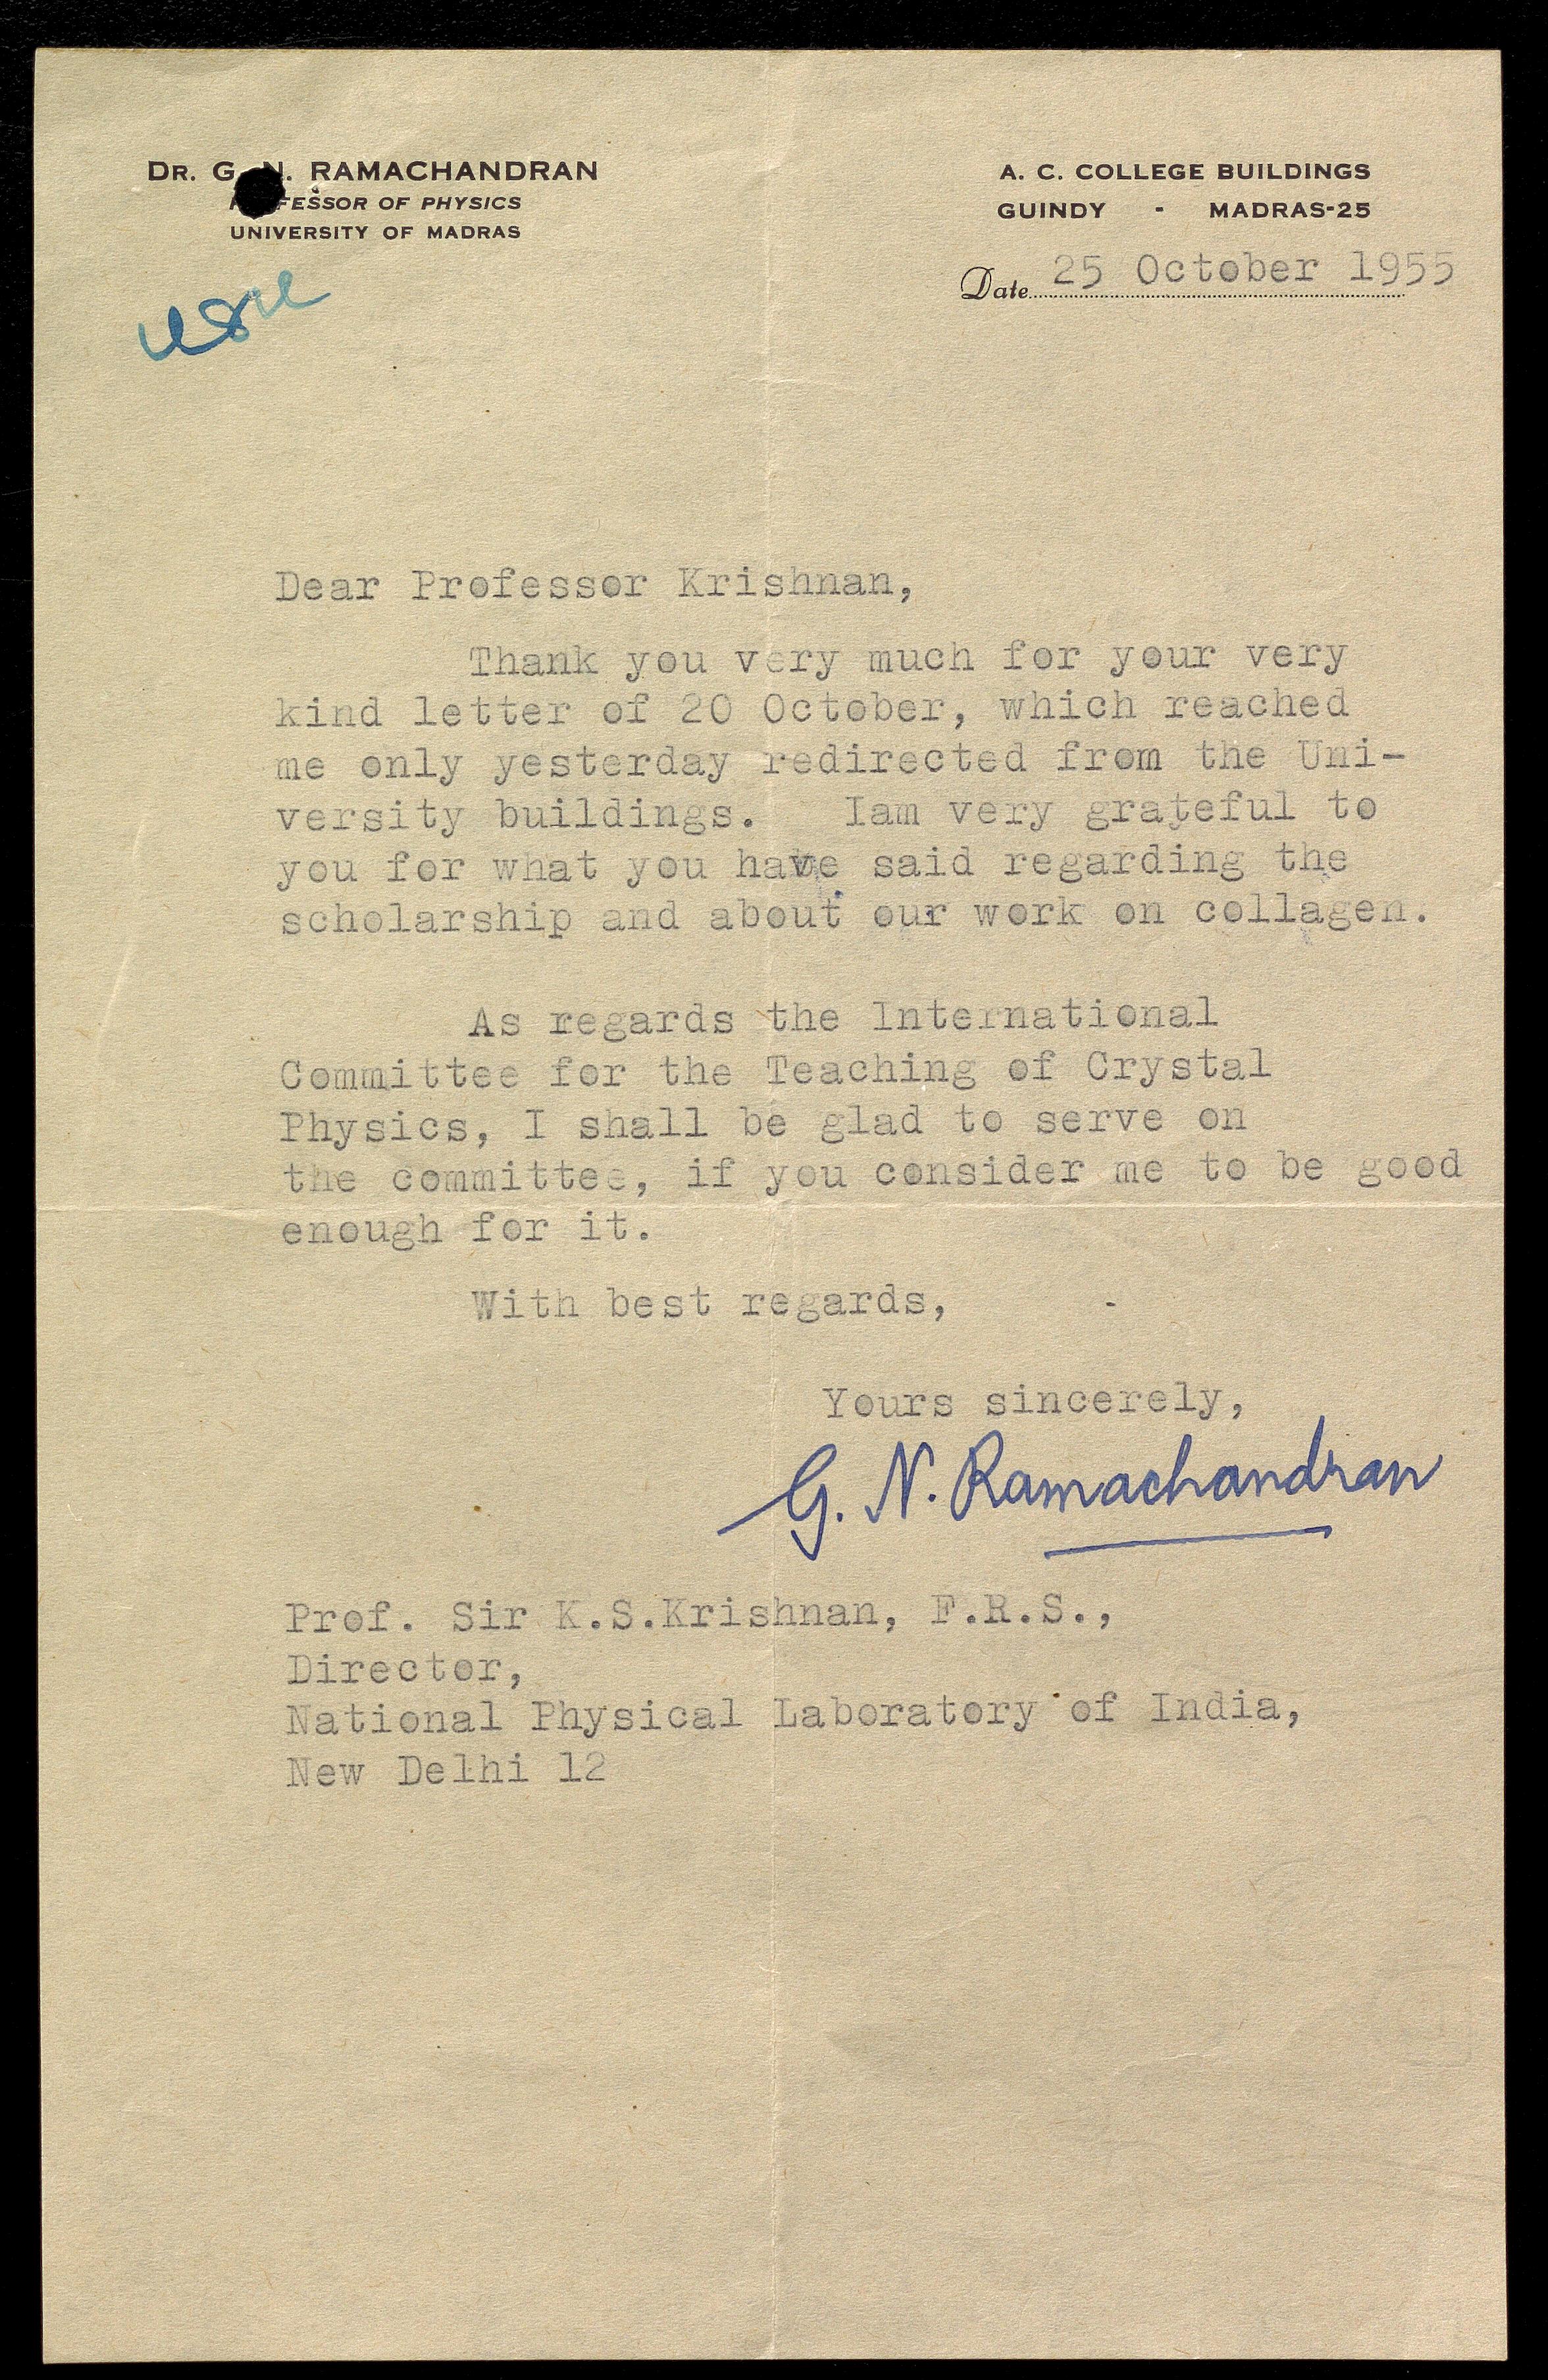 DR. G. N. RAMACHANDRAN
PROFESSOR OF PHYSICS
UNIVERSITY OF MADRAS
A. C. COLLEGE BUILDINGS
GUINDY - MADRAS-25
Date 25 October 1955
Dear Professor Krishnan,
Thank you very much for your very
kind letter of 20 October, which reached
me only yesterday redirected from the Uni-
versity buildings. Iam very grateful to
you for what you have said regarding the
scholarship and about our work on collagen.
As regards the International
Committee for the Teaching of Crystal
Physics, I shall be glad to serve on
the committee, if you consider me to be good
enough for it.
With best regards,
Yours sincerely,
G. N. Ramachandran
Prof. Sir K.S.Krishnan, F.R.S.,
Director,
National Physical Laboratory of India,
New Delhi 12